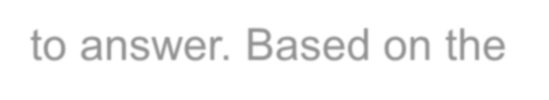 to answer. Based on the